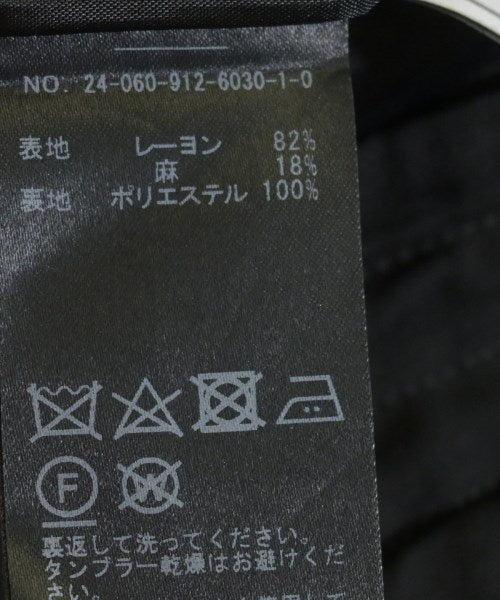 NO. 24-060-912-6030-1-0
表地 レーヨン 82%
麻 18%
裏地 ポリエステル 100%
F
W
裏返して洗ってください。
タンブラー乾燥はお避けくだ
さい。